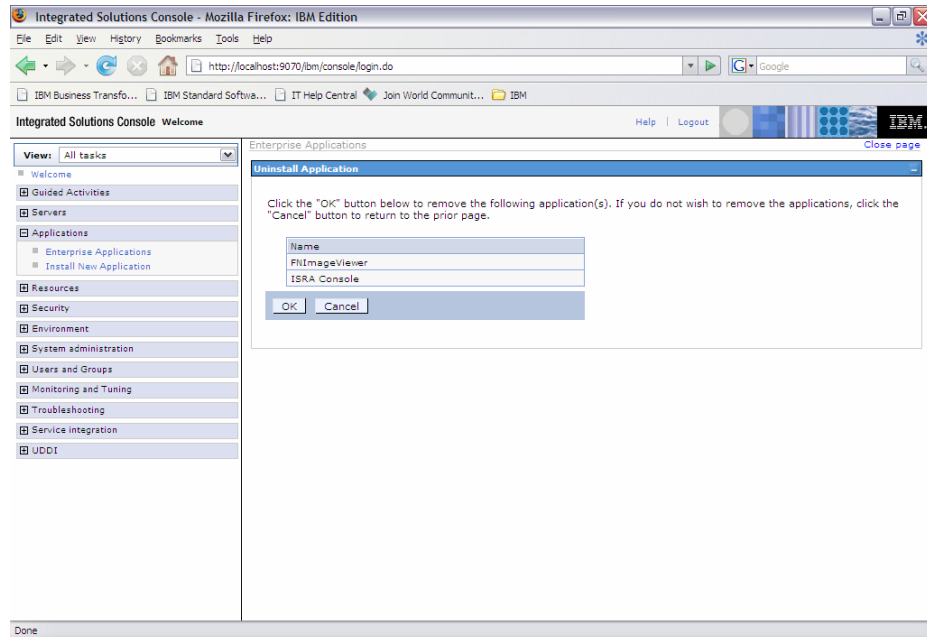 Integrated Solutions Console - Mozilla Firefox: IBM Edition
File Edit View History Bookmarks Tools Help
http://localhost:9070/ibm/console/login.do
G Google
IBM Business Transfo... IBM Standard Softwa... IT Help Central Join World Communit... IBM
Integrated Solutions Console Welcome Help | Logout IBM.
View: All tasks
Welcome
Guided Activities
Servers
Applications
Enterprise Applications
Install New Application
Resources
Security
Environment
System administration
Users and Groups
Monitoring and Tuning
Troubleshooting
Service integration
UDDI
Enterprise Applications Close page
Uninstall Application
Click the "OK" button below to remove the following application(s). If you do not wish to remove the applications, click the
"Cancel" button to return to the prior page.
Name
FNImageViewer
ISRA Console
OK Cancel
Done